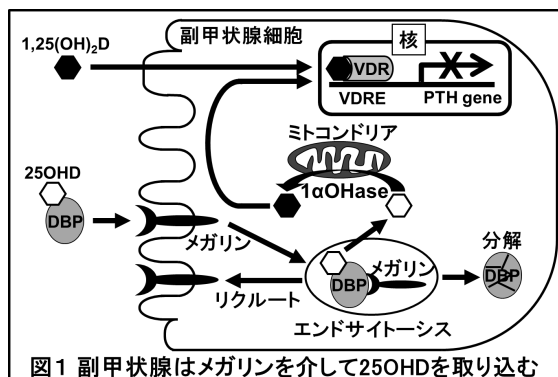 副甲状腺細胞
1,25(OH)₂D
核
VDR
VDRE
PTH gene
ミトコンドリア
25OHD
1αOHase
DBP
メガリン
分解
DBP
メガリン
DBP
リクルート
エンドサイトーシス
図1 副甲状腺はメガリンを介して25OHDを取り込む